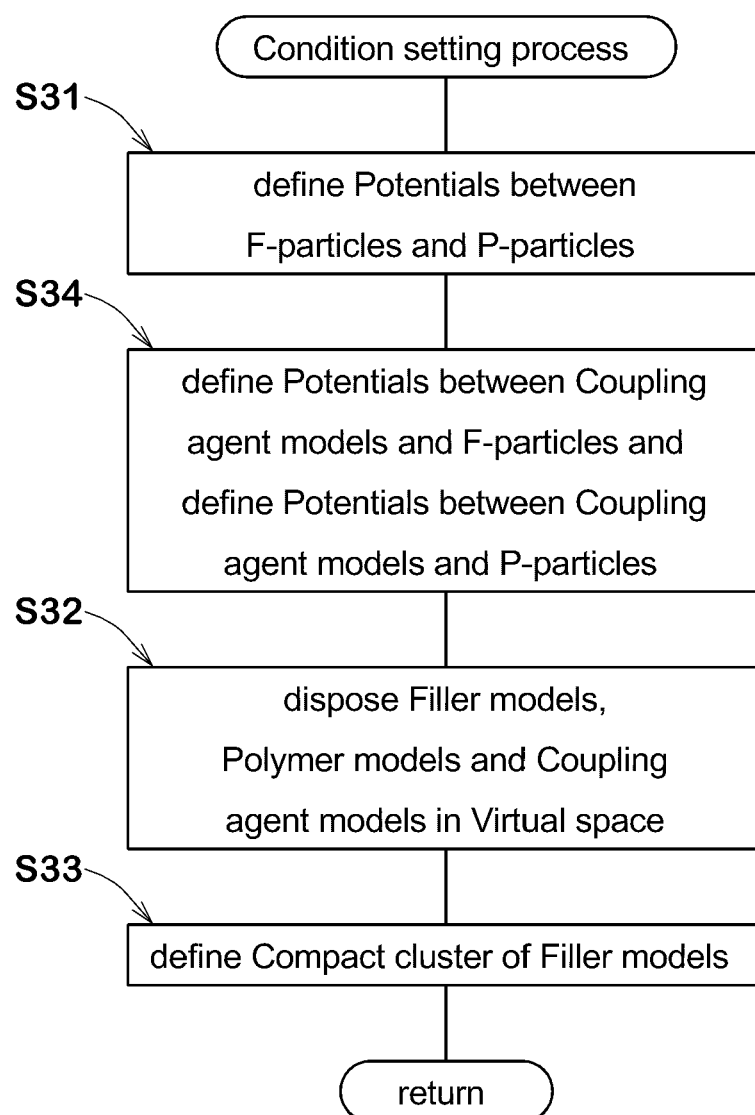 Condition setting process
S31
define Potentials between
F-particles and P-particles
S34
define Potentials between Coupling
agent models and F-particles and
define Potentials between Coupling
agent models and P-particles
S32
dispose Filler models,
Polymer models and Coupling
agent models in Virtual space
S33
define Compact cluster of Filler models
return